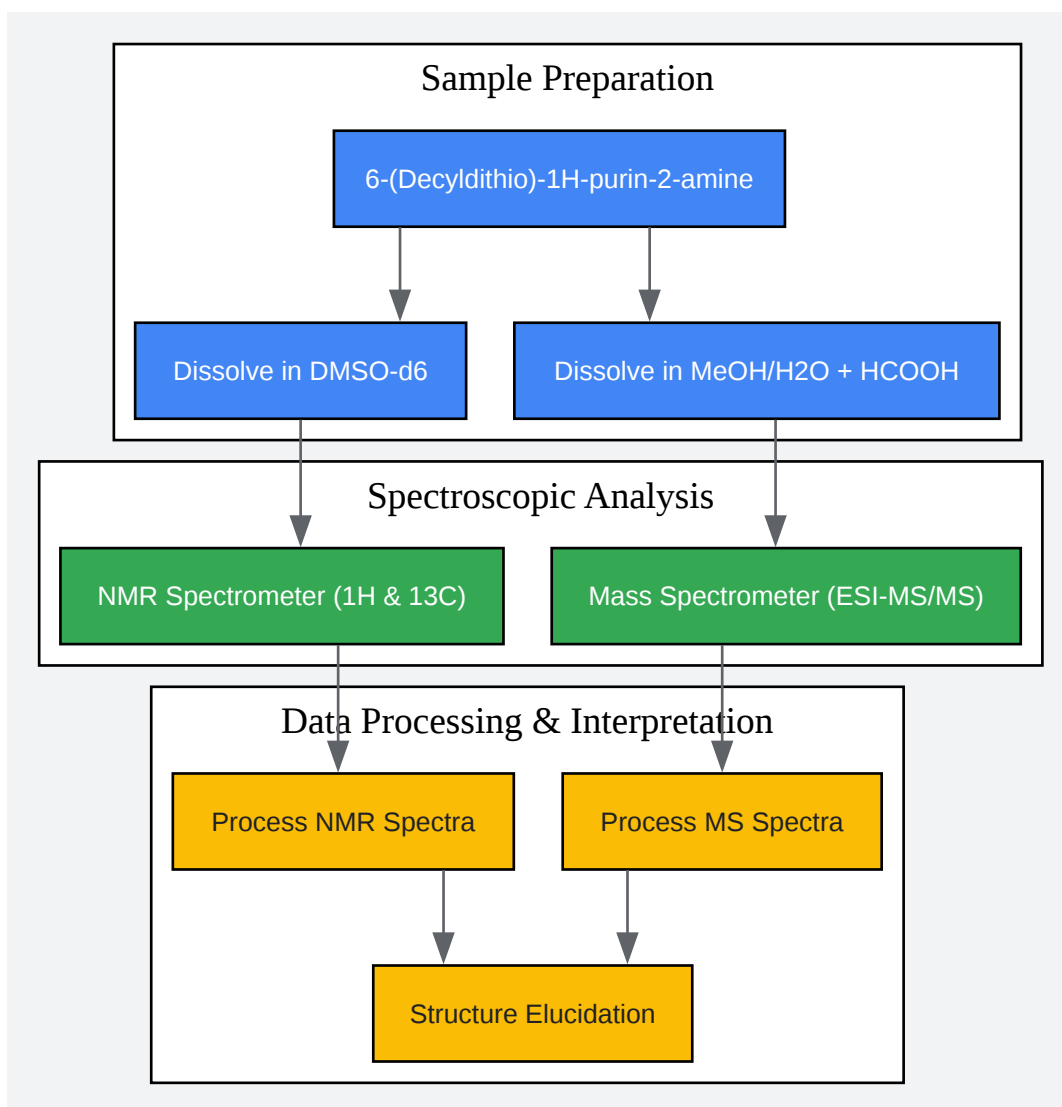 Sample Preparation
6-(Decyldithio)-1H-purin-2-amine
Dissolve in DMSO-d6
Dissolve in MeOH/H2O + HCOOH
Spectroscopic Analysis
NMR Spectrometer (1H & 13C)
Mass Spectrometer (ESI-MS/MS)
Data Processing & Interpretation
Process NMR Spectra
Process MS Spectra
Structure Elucidation